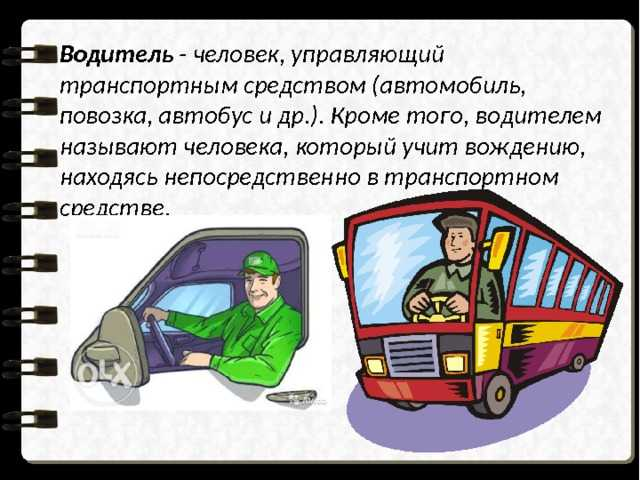 Водитель - человек, управляющий
транспортным средством (автомобиль,
повозка, автобус и др.). Кроме того, водителем
называют человека, который учит вождению,
находясь непосредственно в транспортном
средстве.
OLX